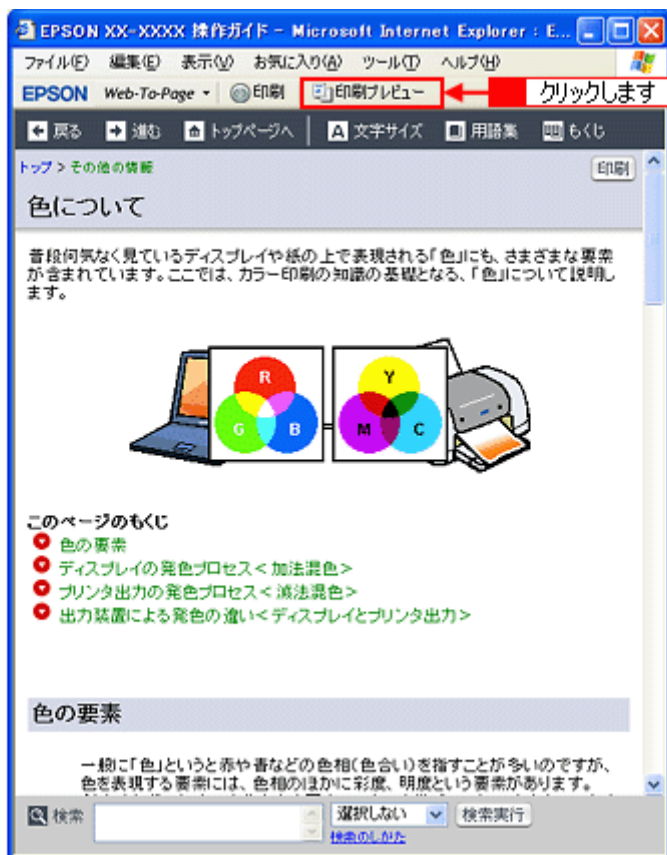 EPSON XX-XXXX 操作ガイド - Microsoft Internet Explorer : E...
ファイル(F) 編集(E) 表示(V) お気に入り(A) ツール(T) ヘルプ(H)
EPSON Web-To-Page 印刷 印刷プレビュー クリックします
戻る 進む トップページへ A 文字サイズ 用語集 もくじ
トップ > その他の情報 印刷
色について
普段何気なく見ているディスプレイや紙の上で表現される「色」にも、さまざまな要素
が含まれています。ここでは、カラー印刷の知識の基礎となる、「色」について説明し
ます。
R Y
G B M C
このページのもくじ
色の要素
ディスプレイの発色プロセス<加法混色>
プリンタ出力の発色プロセス<減法混色>
出力装置による発色の違い<ディスプレイとプリンタ出力>
色の要素
一般に「色」というと赤や青などの色相(色合い)を指すことが多いのですが、
色を表現する要素には、色相のほかに彩度、明度という要素があります。
検索 選択しない 検索実行
検索のしかた